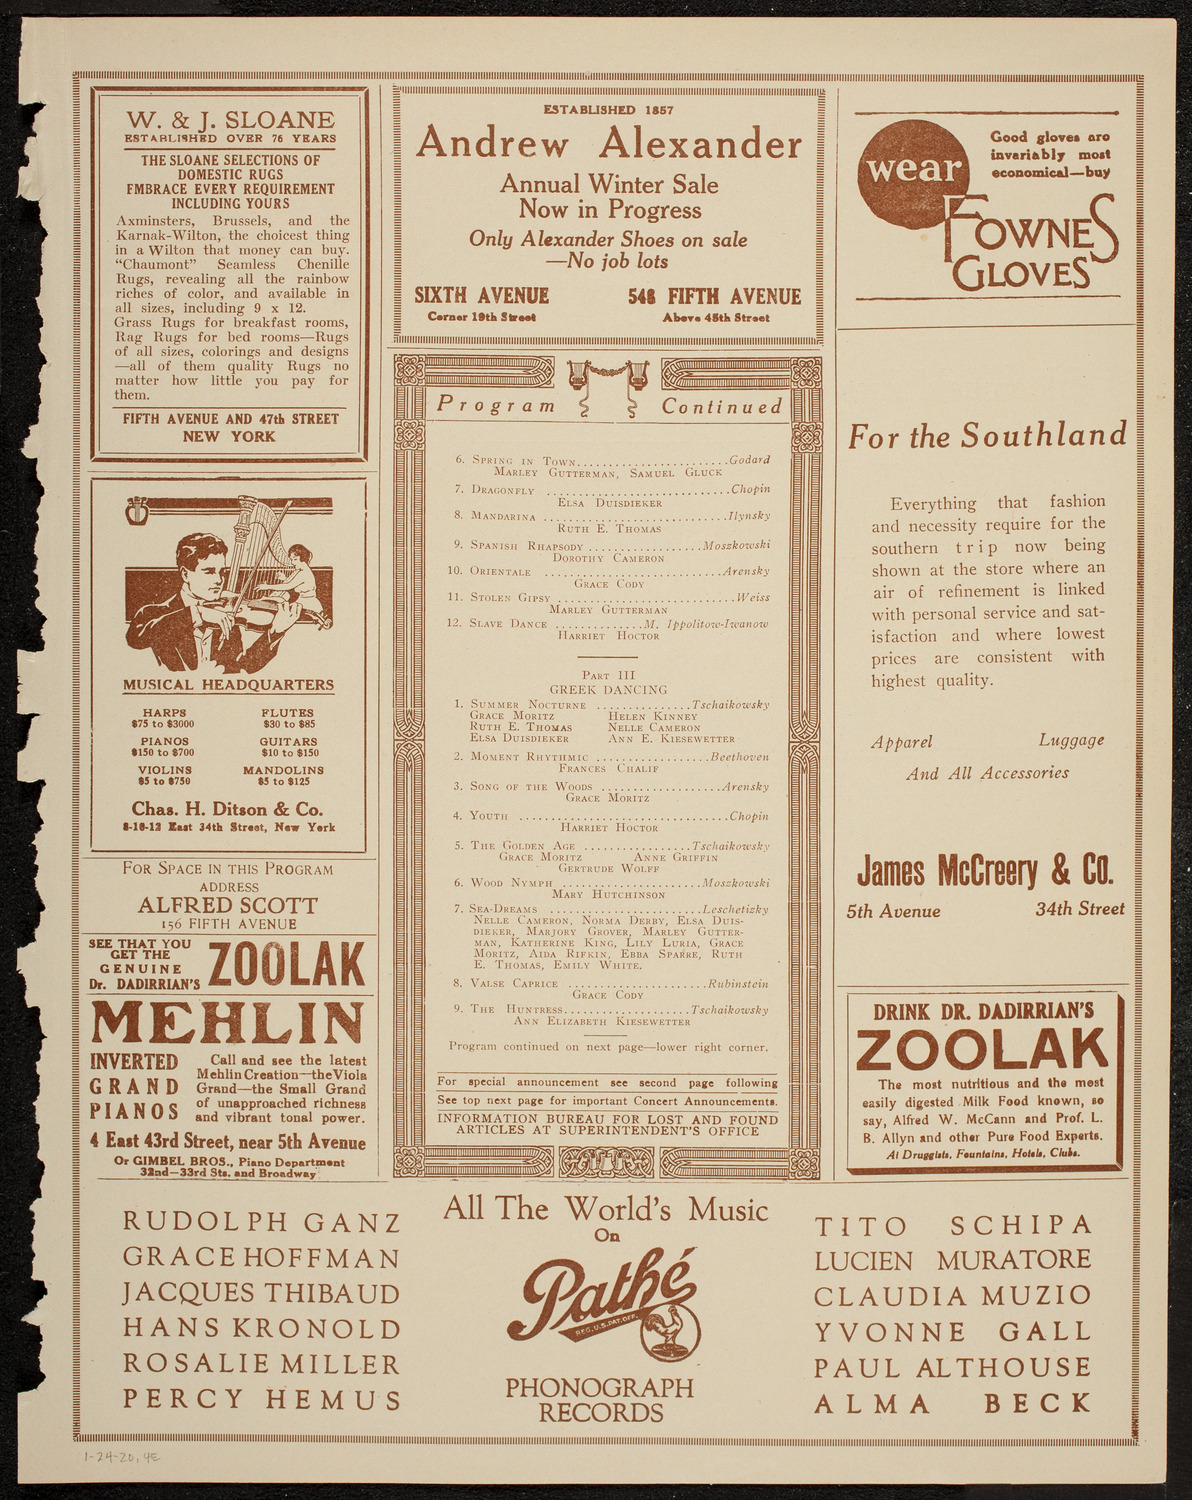 W. & J. SLOANE
ESTABLISHED OVER 76 YEARS
THE SLOANE SELECTIONS OF
DOMESTIC RUGS
EMBRACE EVERY REQUIREMENT
INCLUDING YOURS
Axminsters, Brussels, and the
Karnak-Wilton, the choicest thing
in a Wilton that money can buy.
"Chaumont" Seamless Chenille
Rugs, revealing all the rainbow
riches of color, and available in
all sizes, including 9 x 12.
Grass Rugs for breakfast rooms,
Rag Rugs for bed rooms—Rugs
of all sizes, colorings and designs
—all of them quality Rugs no
matter how little you pay for
them.
FIFTH AVENUE AND 47th STREET
NEW YORK
MUSICAL HEADQUARTERS
HARPS
$75 to $3000
FLUTES
$30 to $85
PIANOS
$150 to $700
GUITARS
$10 to $150
VIOLINS
$5 to $750
MANDOLINS
$5 to $125
Chas. H. Ditson & Co.
8-10-12 East 34th Street, New York
FOR SPACE IN THIS PROGRAM
ADDRESS
ALFRED SCOTT
156 FIFTH AVENUE
SEE THAT YOU
GET THE
GENUINE
Dr. DADIRRIAN'S
ZOOLAK
MEHLIN
INVERTED
GRAND
PIANOS
Call and see the latest
Mehlin Creation—the Viola
Grand—the Small Grand
of unapproached richness
and vibrant tonal power.
4 East 43rd Street, near 5th Avenue
Or GIMBEL BROS., Piano Department
32nd—33rd Sts. and Broadway
ESTABLISHED 1857
Andrew Alexander
Annual Winter Sale
Now in Progress
Only Alexander Shoes on sale
—No job lots
SIXTH AVENUE
Corner 19th Street
548 FIFTH AVENUE
Above 45th Street
Program Continued
6. SPRING IN TOWN........................Godard
MARLEY GUTTERMAN, SAMUEL GLUCK
7. DRAGONFLY ............................Chopin
ELSA DUISDIEKER
8. MANDARINA ............................Ilynsky
RUTH E. THOMAS
9. SPANISH RHAPSODY ..................Moszkowski
DOROTHY CAMERON
10. ORIENTALE ...........................Arensky
GRACE CODY
11. STOLEN GIPSY ...........................Weiss
MARLEY GUTTERMAN
12. SLAVE DANCE .............M. Ippolitow-Iwanow
HARRIET HOCTOR
PART III
GREEK DANCING
1. SUMMER NOCTURNE ...............Tschaikowsky
GRACE MORITZ HELEN KINNEY
RUTH E. THOMAS NELLE CAMERON
ELSA DUISDIEKER ANN E. KIESEWETTER
2. MOMENT RHYTHMIC .................Beethoven
FRANCES CHALIF
3. SONG OF THE WOODS ...................Arensky
GRACE MORITZ
4. YOUTH .................................Chopin
HARRIET HOCTOR
5. THE GOLDEN AGE .................Tschaikowsky
GRACE MORITZ ANNE GRIFFIN
GERTRUDE WOLFF
6. WOOD NYMPH ......................Moszkowski
MARY HUTCHINSON
7. SEA-DREAMS ........................Leschetizky
NELLE CAMERON, NORMA DERBY, ELSA DUIS-
DIEKER, MARJORY GROVER, MARLEY GUTTER-
MAN, KATHERINE KING, LILY LURIA, GRACE
MORITZ, AIDA RIFKIN, EBBA SPARRE, RUTH
E. THOMAS, EMILY WHITE.
8. VALSE CAPRICE ......................Rubinstein
GRACE CODY
9. THE HUNTRESS....................Tschaikowsky
ANN ELIZABETH KIESEWETTER
Program continued on next page—lower right corner.
For special announcement see second page following
See top next page for important Concert Announcements.
INFORMATION BUREAU FOR LOST AND FOUND
ARTICLES AT SUPERINTENDENT'S OFFICE
wear
Good gloves are
invariably most
economical—buy
FOWNES
GLOVES
For the Southland
Everything that fashion
and necessity require for the
southern trip now being
shown at the store where an
air of refinement is linked
with personal service and sat-
isfaction and where lowest
prices are consistent with
highest quality.
Apparel Luggage
And All Accessories
James McCreery & Co.
5th Avenue 34th Street
DRINK DR. DADIRRIAN'S
ZOOLAK
The most nutritious and the most
easily digested Milk Food known, so
say, Alfred W. McCann and Prof. L.
B. Allyn and other Pure Food Experts.
At Druggists, Fountains, Hotels, Clubs.
RUDOLPH GANZ
GRACE HOFFMAN
JACQUES THIBAUD
HANS KRONOLD
ROSALIE MILLER
PERCY HEMUS
All The World's Music
On
Pathé
REG. U.S. PAT. OFF.
PHONOGRAPH
RECORDS
TITO SCHIPA
LUCIEN MURATORE
CLAUDIA MUZIO
YVONNE GALL
PAUL ALTHOUSE
ALMA BECK
1-24-20, 4E